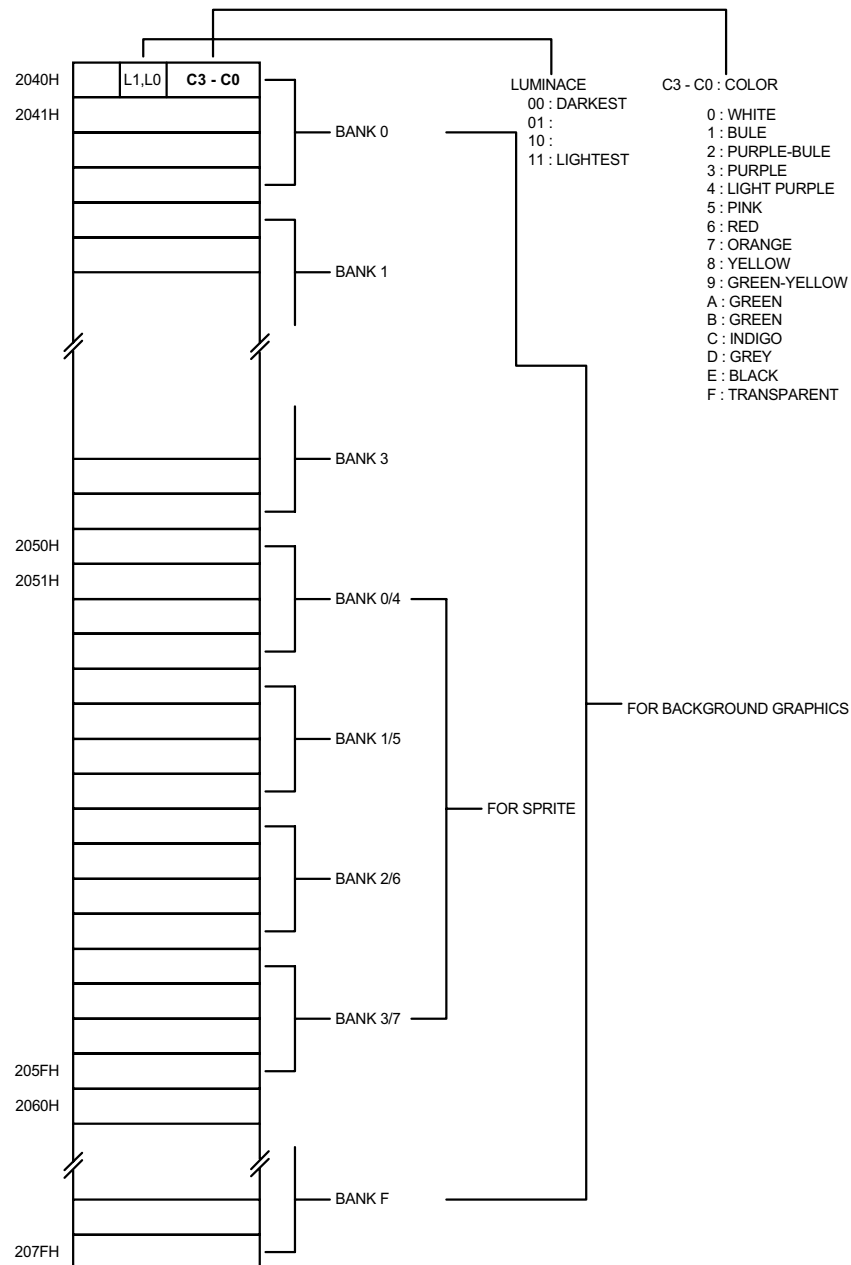 2040H
L1,L0
C3 - C0
2041H
BANK 0
BANK 1
BANK 3
2050H
2051H
BANK 0/4
BANK 1/5
BANK 2/6
BANK 3/7
205FH
2060H
BANK F
207FH
LUMINACE
00 : DARKEST
01 :
10 :
11 : LIGHTEST
C3 - C0 : COLOR
0 : WHITE
1 : BULE
2 : PURPLE-BULE
3 : PURPLE
4 : LIGHT PURPLE
5 : PINK
6 : RED
7 : ORANGE
8 : YELLOW
9 : GREEN-YELLOW
A : GREEN
B : GREEN
C : INDIGO
D : GREY
E : BLACK
F : TRANSPARENT
FOR SPRITE
FOR BACKGROUND GRAPHICS